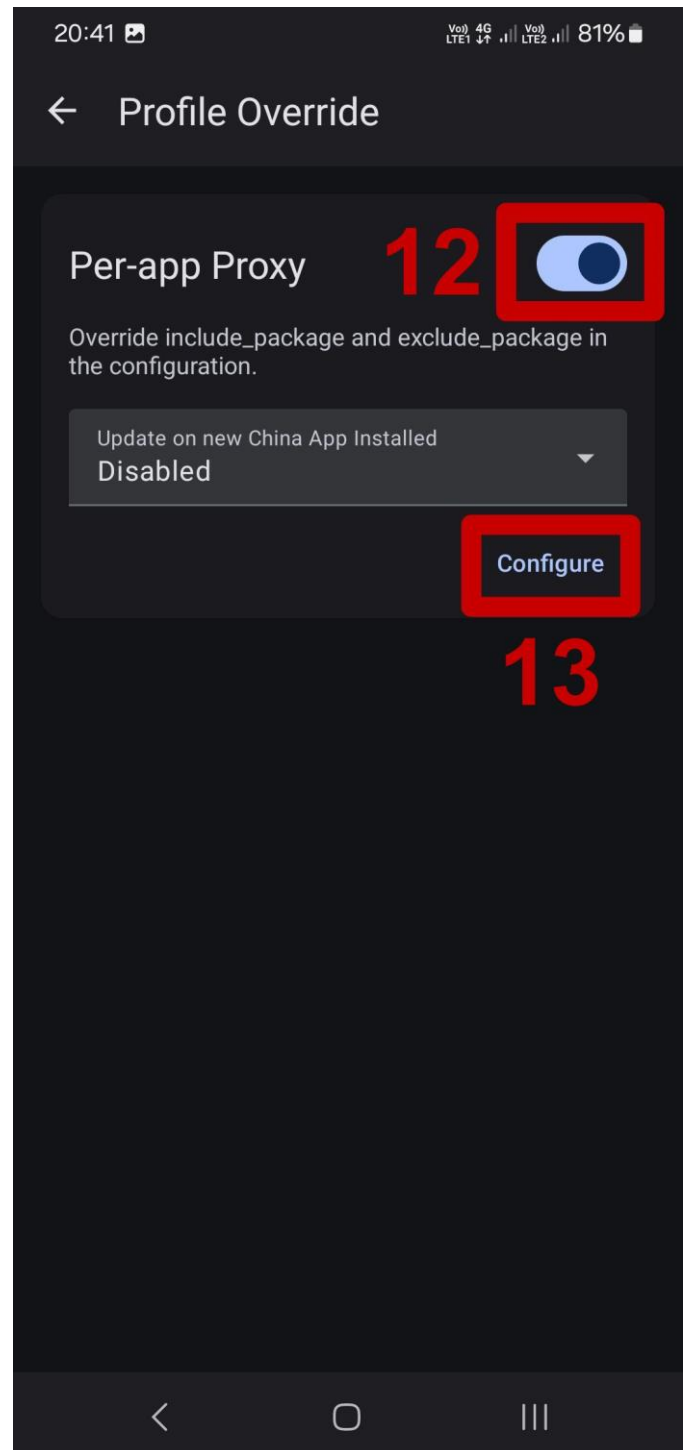 20:41 Vo)) LTE1 4G Vo)) LTE2 81%
Profile Override
Per-app Proxy 12
Override include_package and exclude_package in
the configuration.
Update on new China App Installed
Disabled
Configure
13